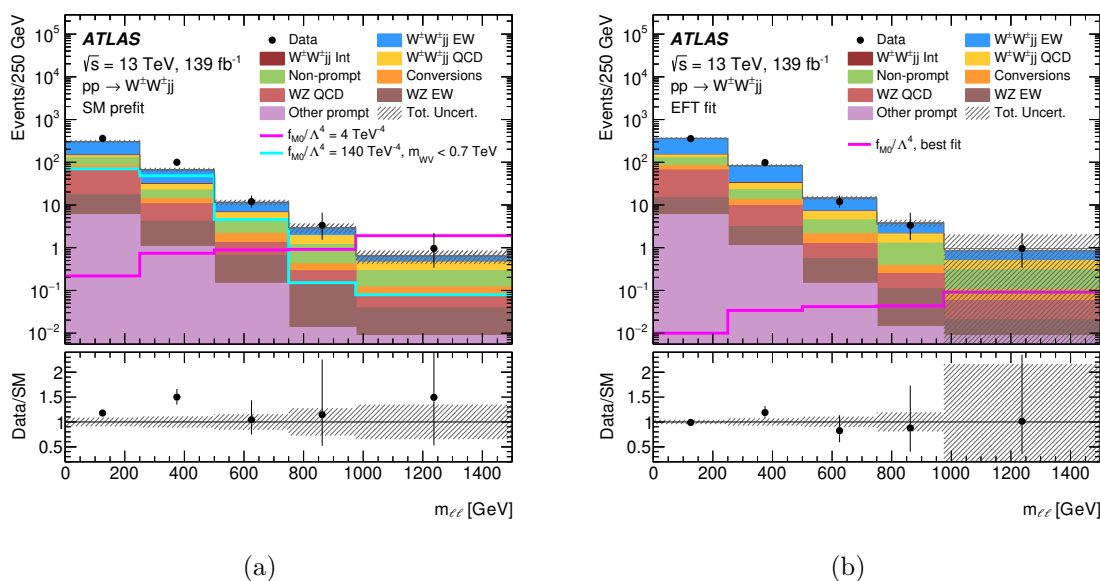 Events/250 GeV
10⁵
10⁴
10³
10²
10
1
10⁻¹
10⁻²
ATLAS
√s = 13 TeV, 139 fb⁻¹
pp → W±W±jj
SM prefit
Data
W±W±jj EW
W±W±jj Int
W±W±jj QCD
Non-prompt
Conversions
WZ QCD
WZ EW
Other prompt
Tot. Uncert.
f_M0/Λ⁴ = 4 TeV⁻⁴
f_M0/Λ⁴ = 140 TeV⁻⁴, m_WV < 0.7 TeV
Data/SM
2
1.5
1
0.5
0 200 400 600 800 1000 1200 1400
m_ℓℓ [GeV]
(a)
Events/250 GeV
10⁵
10⁴
10³
10²
10
1
10⁻¹
10⁻²
ATLAS
√s = 13 TeV, 139 fb⁻¹
pp → W±W±jj
EFT fit
Data
W±W±jj EW
W±W±jj Int
W±W±jj QCD
Non-prompt
Conversions
WZ QCD
WZ EW
Other prompt
Tot. Uncert.
f_M0/Λ⁴, best fit
Data/SM
2
1.5
1
0.5
0 200 400 600 800 1000 1200 1400
m_ℓℓ [GeV]
(b)